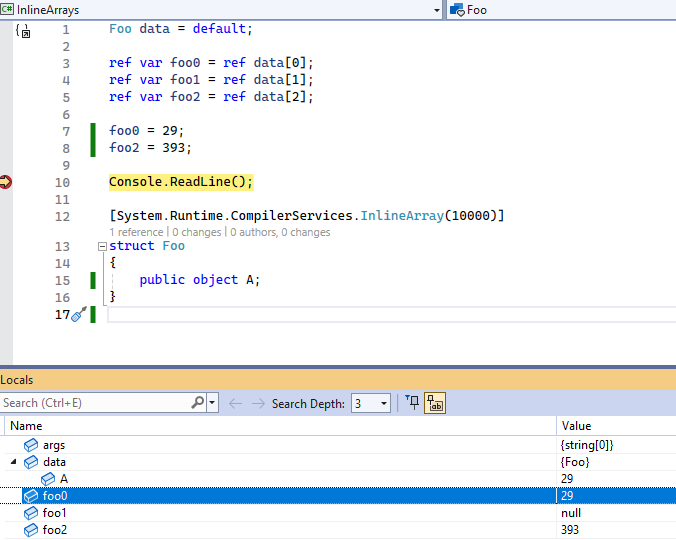 C# InlineArrays Foo
1 Foo data = default;
2
3 ref var foo0 = ref data[0];
4 ref var foo1 = ref data[1];
5 ref var foo2 = ref data[2];
6
7 foo0 = 29;
8 foo2 = 393;
9
10 Console.ReadLine();
11
12 [System.Runtime.CompilerServices.InlineArray(10000)]
1 reference | 0 changes | 0 authors, 0 changes
13 struct Foo
14 {
15 public object A;
16 }
17
Locals
Search (Ctrl+E) Search Depth: 3
Name Value
args {string[0]}
data {Foo}
A 29
foo0 29
foo1 null
foo2 393